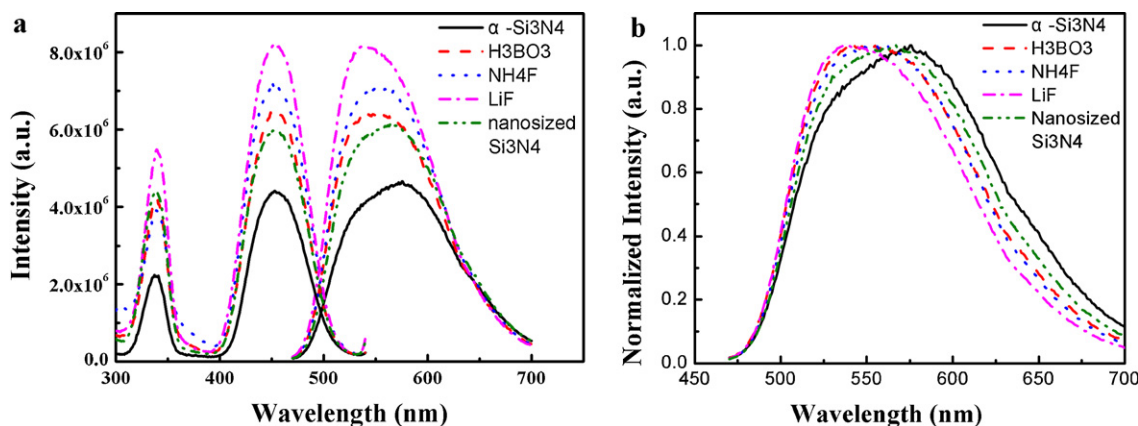 a
α -Si3N4
H3BO3
NH4F
LiF
nanosized
Si3N4
8.0x10⁶
6.0x10⁶
4.0x10⁶
2.0x10⁶
0.0
Intensity (a.u.)
300 400 500 600 700
Wavelength (nm)
b
α -Si3N4
H3BO3
NH4F
LiF
Nanosized
Si3N4
1.0
0.8
0.6
0.4
0.2
0.0
Normalized Intensity (a.u.)
450 500 550 600 650 700
Wavelength (nm)